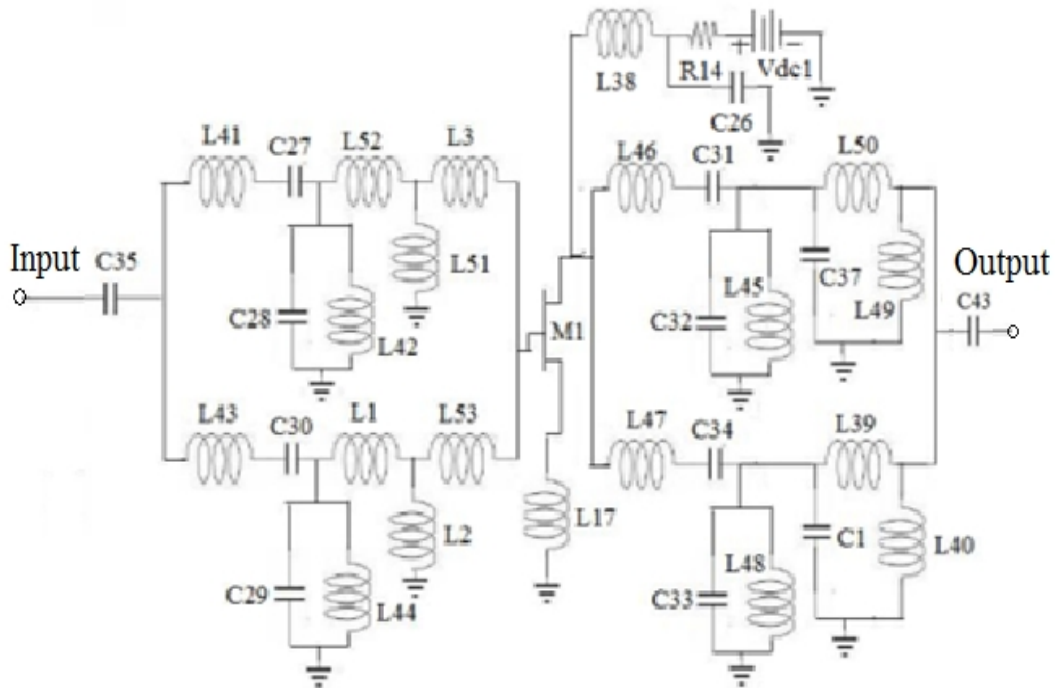 L38
R14
+
−
Vdc1
C26
L41
C27
L52
L3
L46
C31
L50
Input
C35
L51
C28
L42
M1
L45
C32
C37
L49
Output
C43
L43
C30
L1
L53
L47
C34
L39
L2
L17
C29
L44
L48
C33
C1
L40